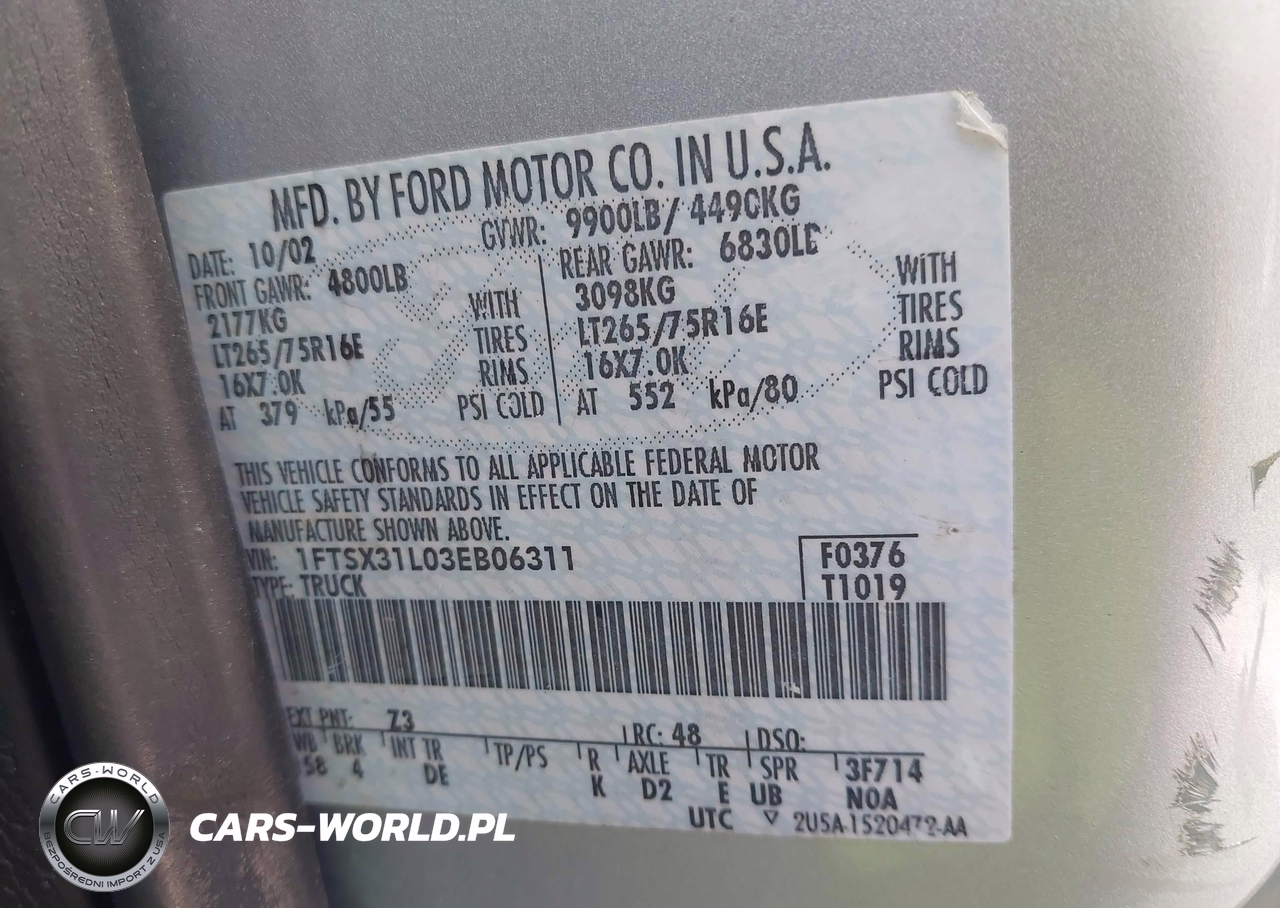 MFD. BY FORD MOTOR CO. IN U.S.A.
DATE: 10/02 GVWR: 9900LB/ 4490KG
FRONT GAWR: 4800LB REAR GAWR: 6830LB
2177KG WITH 3098KG WITH
LT265/75R16E TIRES LT265/75R16E TIRES
16X7.0K RIMS 16X7.0K RIMS
AT 379 kPa/55 PSI COLD AT 552 kPa/80 PSI COLD
THIS VEHICLE CONFORMS TO ALL APPLICABLE FEDERAL MOTOR
VEHICLE SAFETY STANDARDS IN EFFECT ON THE DATE OF
MANUFACTURE SHOWN ABOVE.
VIN: 1FTSX31L03EB06311 F0376
TYPE: TRUCK T1019
EXT PNT: Z3 RC: 48 DSO:
WB BRK INT TR TP/PS R AXLE TR SPR 3F714
58 4 DE K D2 E UB N0A
UTC ▽ 2U5A-1520472-AA
CARS-WORLD
CW
BEZPOŚREDNI IMPORT Z USA
CARS-WORLD.PL